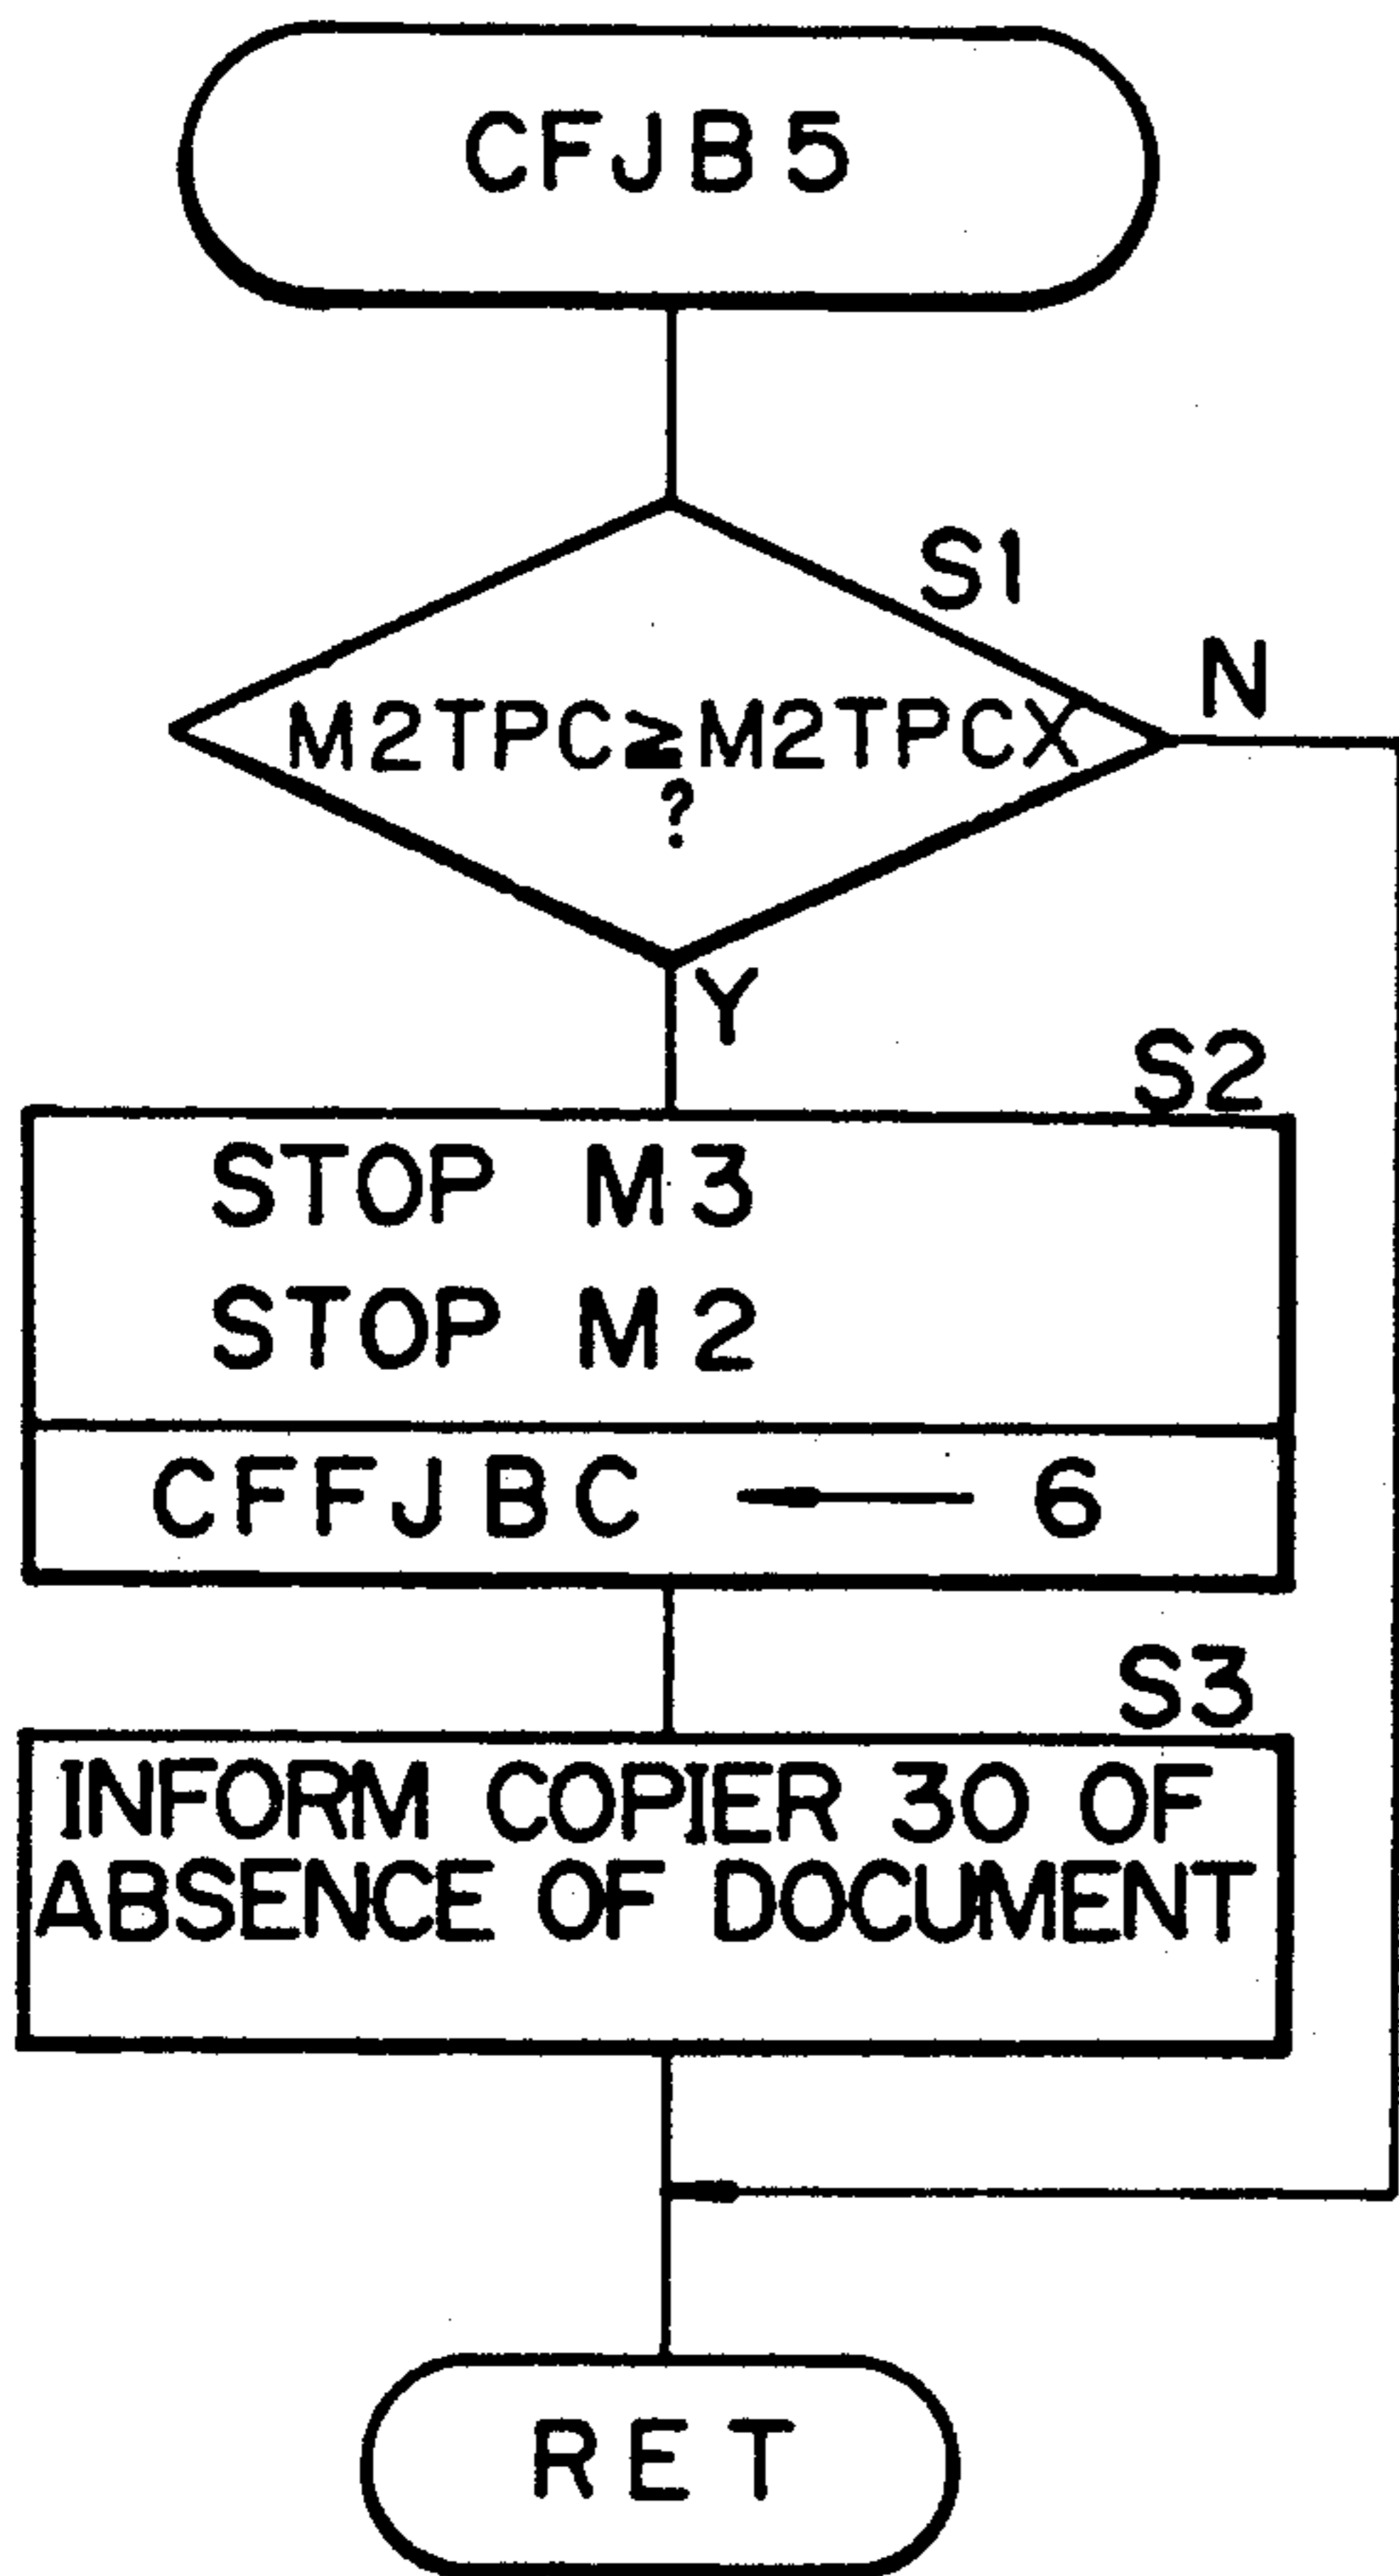 CFJB5
S1
N
M2TPC≧M2TPCX
?
Y
S2
STOP M3
STOP M2
CFFJBC ← 6
S3
INFORM COPIER 30 OF
ABSENCE OF DOCUMENT
RET